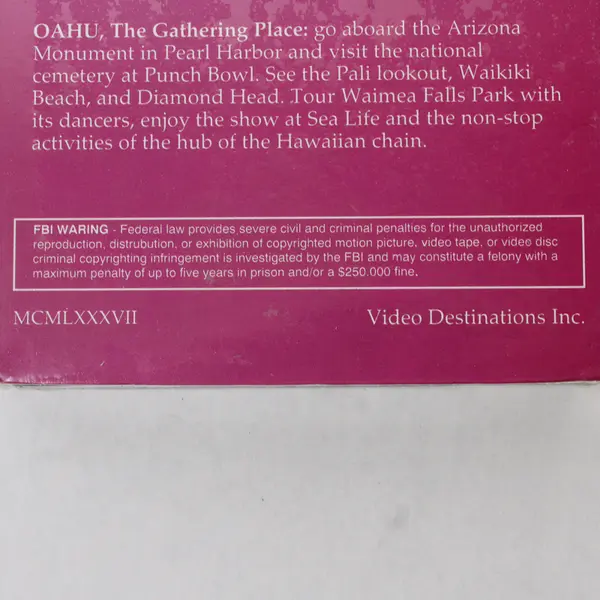 OAHU, The Gathering Place: go aboard the Arizona
Monument in Pearl Harbor and visit the national
cemetery at Punch Bowl. See the Pali lookout, Waikiki
Beach, and Diamond Head. Tour Waimea Falls Park with
its dancers, enjoy the show at Sea Life and the non-stop
activities of the hub of the Hawaiian chain.
FBI WARING - Federal law provides severe civil and criminal penalties for the unauthorized
reproduction, distrubution, or exhibition of copyrighted motion picture, video tape, or video disc
criminal copyrighting infringement is investigated by the FBI and may constitute a felony with a
maximum penalty of up to five years in prison and/or a $250.000 fine.
MCMLXXXVII
Video Destinations Inc.